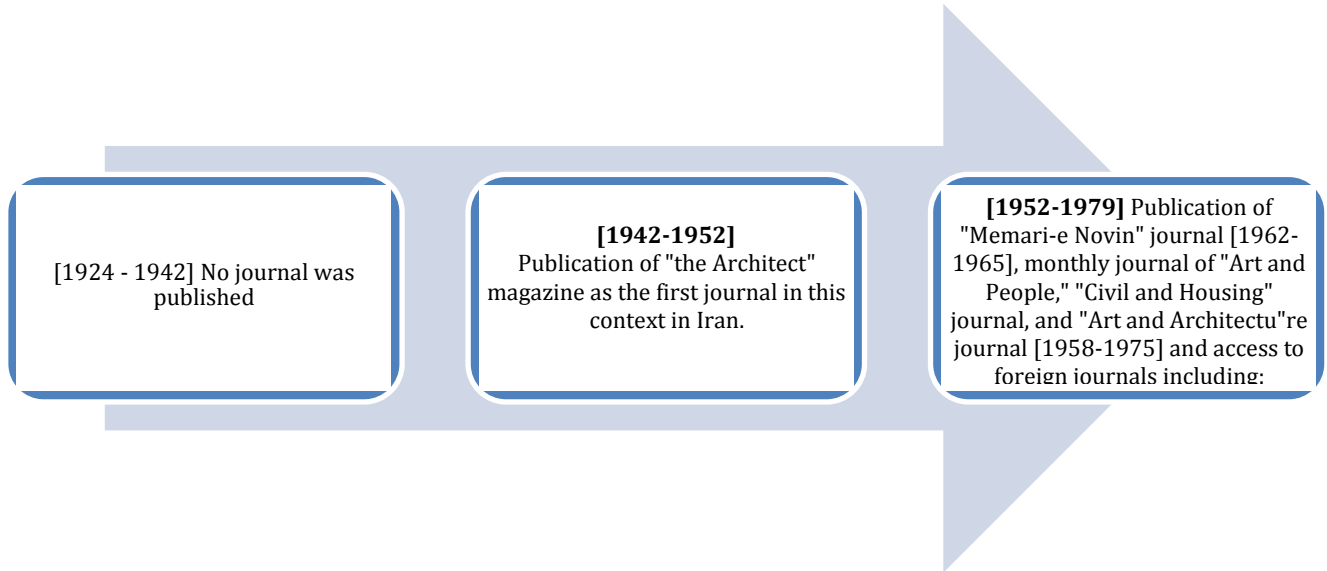 [1924 - 1942] No journal was
published
[1942-1952]
Publication of "the Architect"
magazine as the first journal in this
context in Iran.
[1952-1979] Publication of
"Memari-e Novin" journal [1962-
1965], monthly journal of "Art and
People," "Civil and Housing"
journal, and "Art and Architectu"re
journal [1958-1975] and access to
foreign journals including: